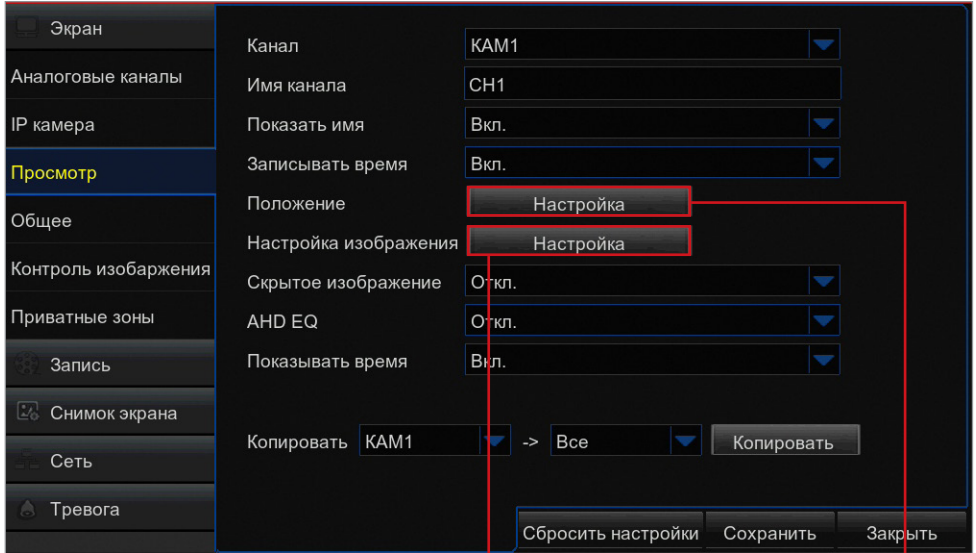 Экран
Аналоговые каналы
IP камера
Просмотр
Общее
Контроль изобаржения
Приватные зоны
Запись
Снимок экрана
Сеть
Тревога
Канал КАМ1
Имя канала CH1
Показать имя Вкл.
Записывать время Вкл.
Положение Настройка
Настройка изображения Настройка
Скрытое изображение Откл.
AHD EQ Откл.
Показывать время Вкл.
Копировать КАМ1 -> Все Копировать
Сбросить настройки Сохранить Закрыть